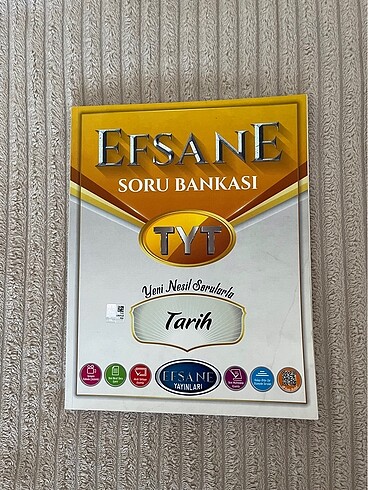 EFSANE
SORU BANKASI
TYT
Yeni Nesil Sorularla
Tarih
EFSANE
YAYINLARI